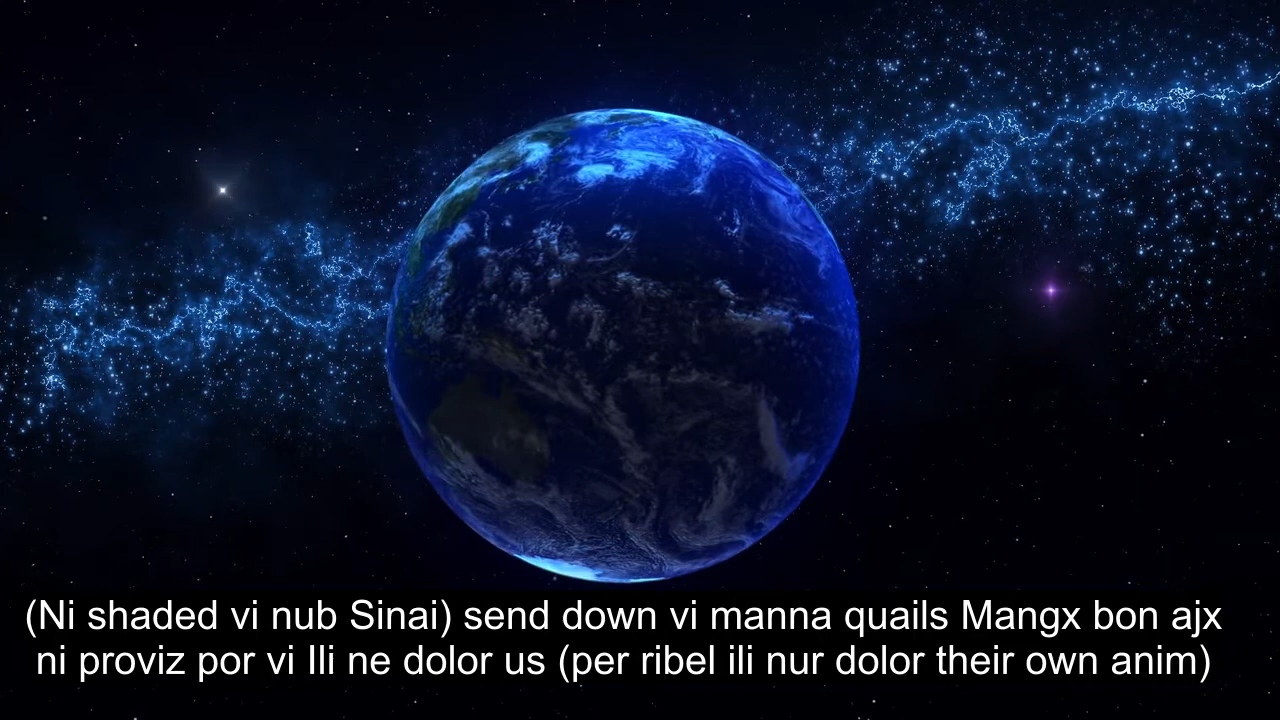 (Ni shaded vi nub Sinai) send down vi manna quails Mangx bon ajx
ni proviz por vi Ili ne dolor us (per ribel ili nur dolor their own anim)